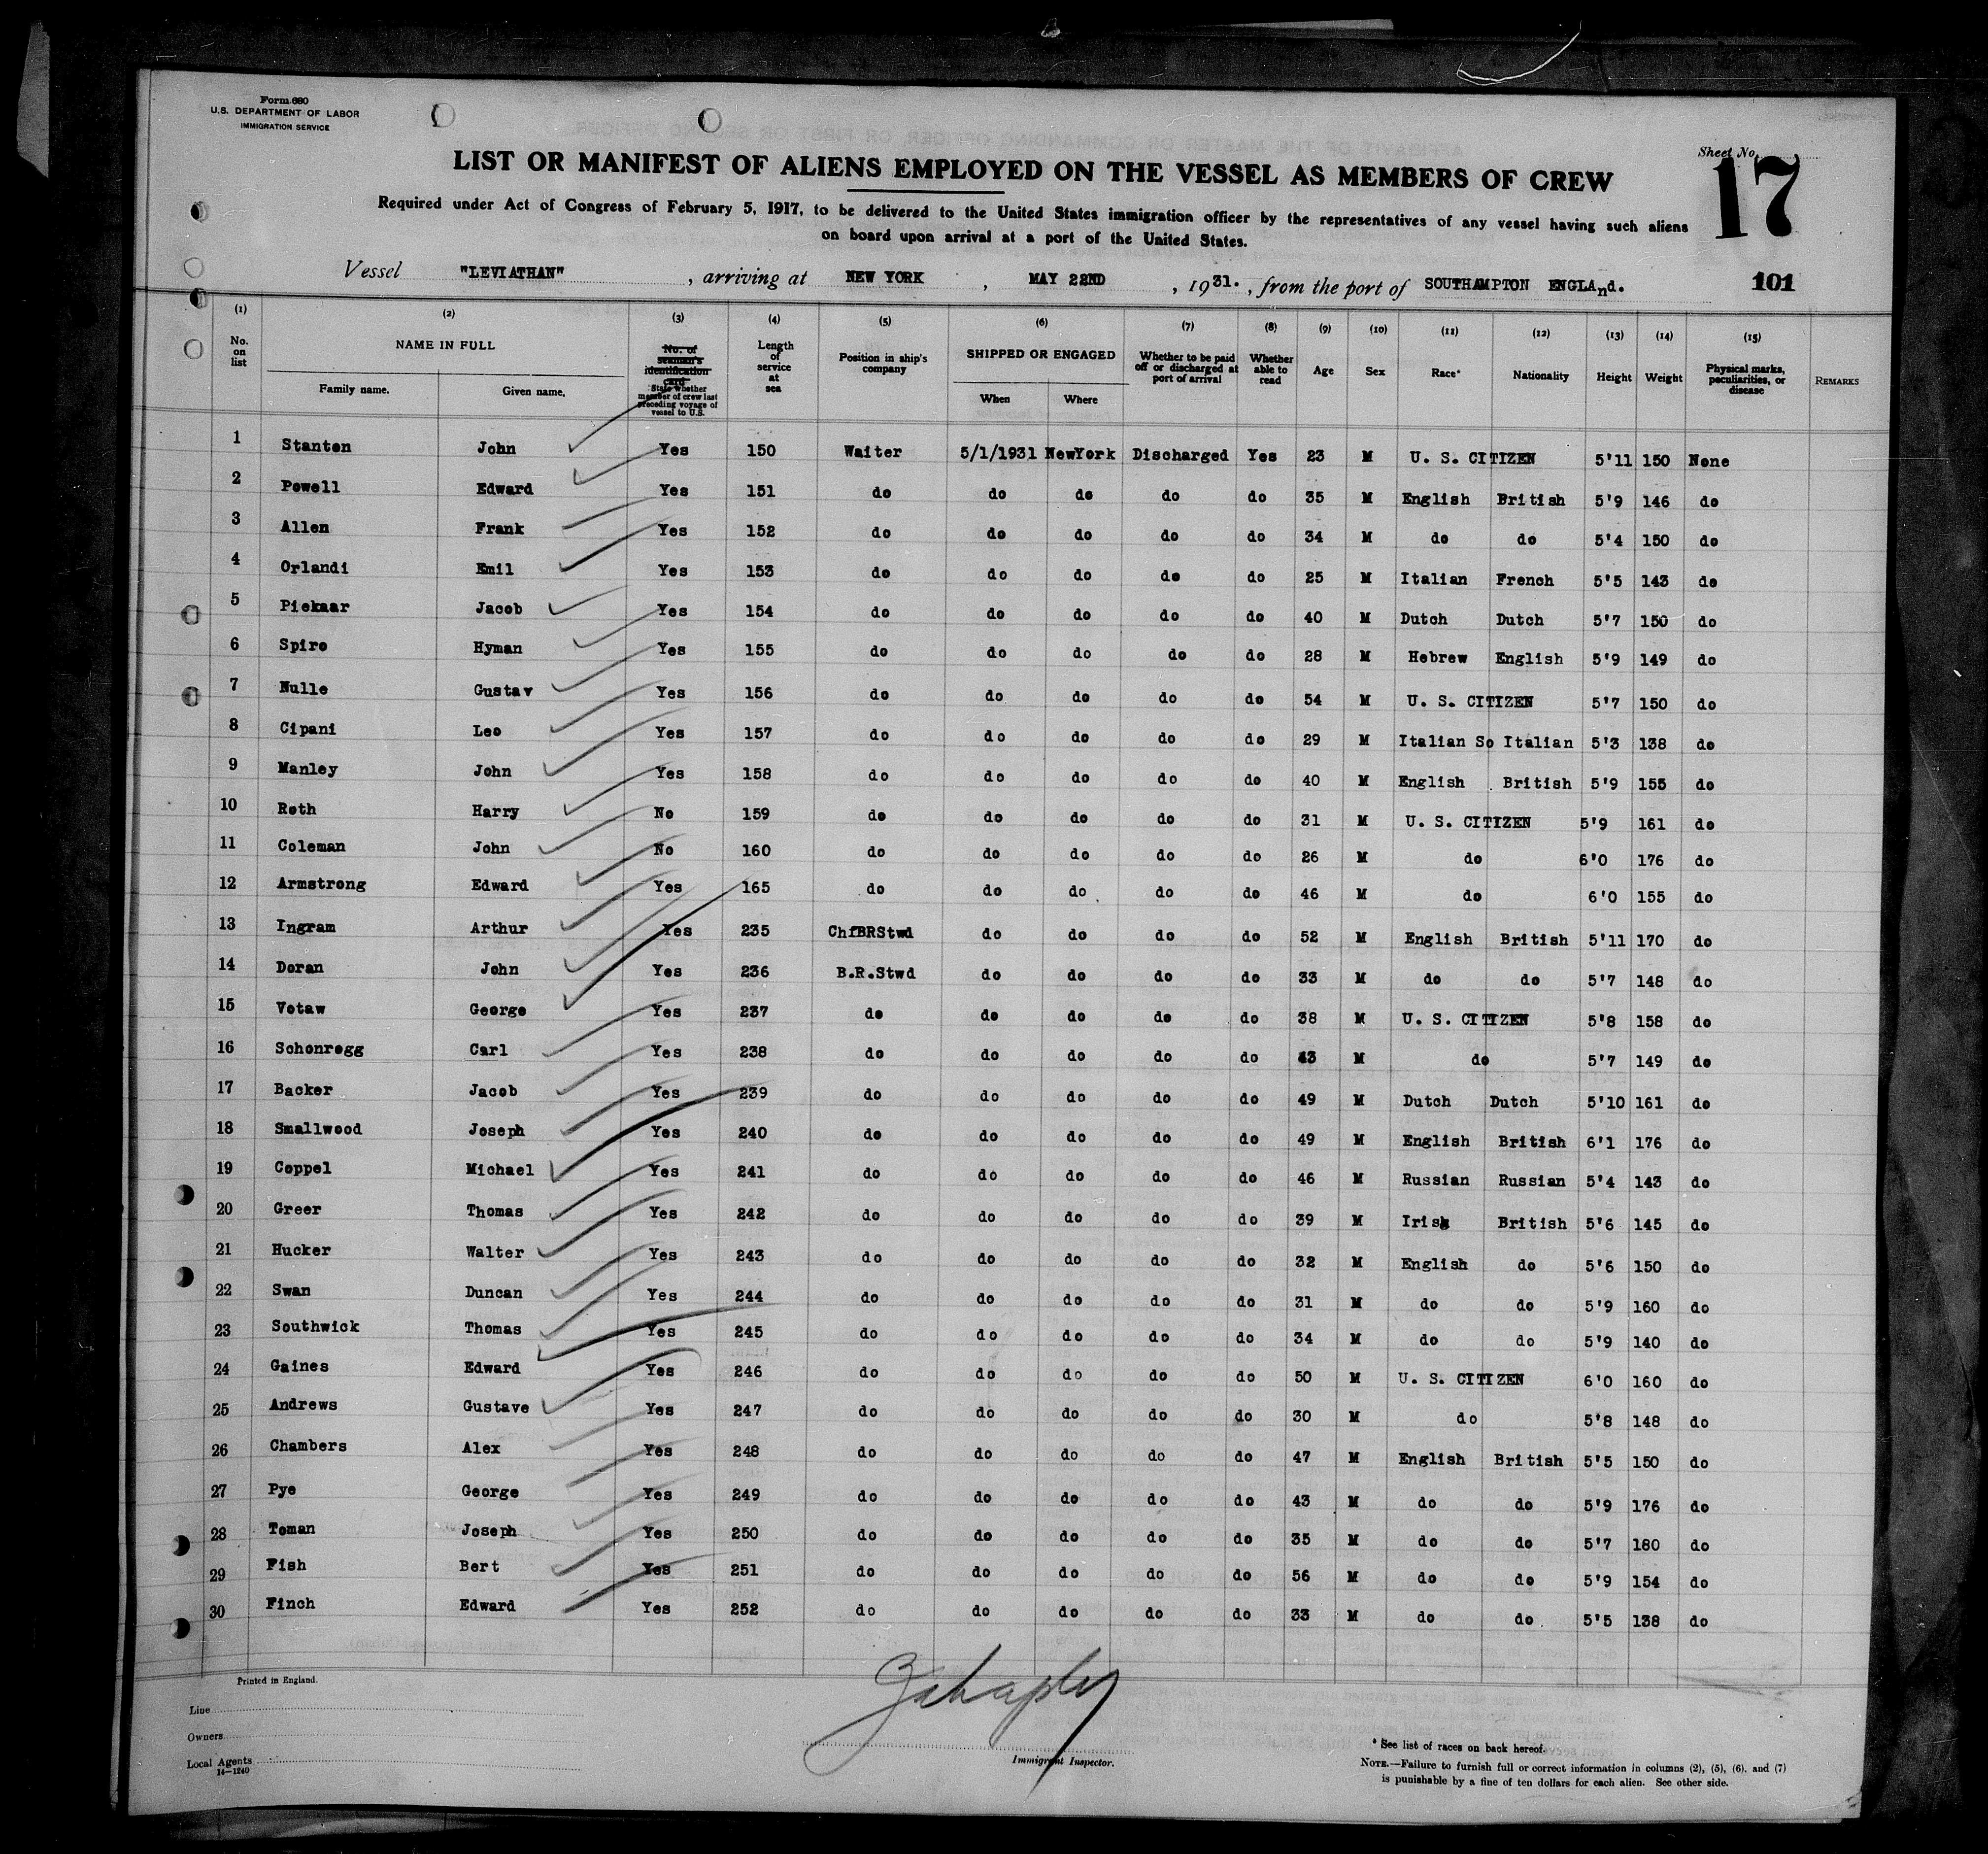 Form 680
U.S. DEPARTMENT OF LABOR
IMMIGRATION SERVICE
Sheet No.
17
LIST OR MANIFEST OF ALIENS EMPLOYED ON THE VESSEL AS MEMBERS OF CREW
Required under Act of Congress of February 5, 1917, to be delivered to the United States immigration officer by the representatives of any vessel having such aliens
on board upon arrival at a port of the United States.
Vessel "LEVIATHAN", arriving at NEW YORK, MAY 22ND, 1931., from the port of SOUTHAMPTON ENGLAnd. 101
(1) (2) (3) (4) (5) (6) (7) (8) (9) (10) (11) (12) (13) (14) (15)
No. on list NAME IN FULL Family name. Given name. No. of seaman's identification card State whether member of crew last preceding voyage of vessel to U.S. Length of service at sea Position in ship's company SHIPPED OR ENGAGED When Where Whether to be paid off or discharged at port of arrival Whether able to read Age Sex Race* Nationality Height Weight Physical marks, peculiarities, or disease REMARKS
1 Stanton John Yes 150 Waiter 5/1/1931 NewYork Discharged Yes 23 M U. S. CITIZEN 5'11 150 None
2 Powell Edward Yes 151 do do do do do 35 M English British 5'9 146 do
3 Allen Frank Yes 152 do do do do do 34 M do do 5'4 150 do
4 Orlandi Emil Yes 153 do do do do do 25 M Italian French 5'5 143 do
5 Piekaar Jacob Yes 154 do do do do do 40 M Dutch Dutch 5'7 150 do
6 Spiro Hyman Yes 155 do do do do do 28 M Hebrew English 5'9 149 do
7 Nulle Gustav Yes 156 do do do do do 54 M U. S. CITIZEN 5'7 150 do
8 Cipani Leo Yes 157 do do do do do 29 M Italian So Italian 5'3 138 do
9 Manley John Yes 158 do do do do do 40 M English British 5'9 155 do
10 Roth Harry No 159 do do do do do 31 M U. S. CITIZEN 5'9 161 do
11 Coleman John No 160 do do do do do 26 M do 6'0 176 do
12 Armstrong Edward Yes 165 do do do do do 46 M do 6'0 155 do
13 Ingram Arthur Yes 235 ChfBRStwd do do do do 52 M English British 5'11 170 do
14 Doran John Yes 236 B.R.Stwd do do do do 33 M do do 5'7 148 do
15 Votaw George Yes 237 do do do do do 38 M U. S. CITIZEN 5'8 158 do
16 Schonregg Carl Yes 238 do do do do do 43 M do 5'7 149 do
17 Backer Jacob Yes 239 do do do do do 49 M Dutch Dutch 5'10 161 do
18 Smallwood Joseph Yes 240 do do do do do 49 M English British 6'1 176 do
19 Coppel Michael Yes 241 do do do do do 46 M Russian Russian 5'4 143 do
20 Greer Thomas Yes 242 do do do do do 39 M Irish British 5'6 145 do
21 Hucker Walter Yes 243 do do do do do 32 M English do 5'6 150 do
22 Swan Duncan Yes 244 do do do do do 31 M do do 5'9 160 do
23 Southwick Thomas Yes 245 do do do do do 34 M do do 5'9 140 do
24 Gaines Edward Yes 246 do do do do do 50 M U. S. CITIZEN 6'0 160 do
25 Andrews Gustave Yes 247 do do do do do 30 M do 5'8 148 do
26 Chambers Alex Yes 248 do do do do do 47 M English British 5'5 150 do
27 Pye George Yes 249 do do do do do 43 M do do 5'9 176 do
28 Toman Joseph Yes 250 do do do do do 35 M do do 5'7 180 do
29 Fish Bert Yes 251 do do do do do 56 M do do 5'9 154 do
30 Finch Edward Yes 252 do do do do do 33 M do do 5'5 138 do
Printed in England.
Line
Owners
Local Agents
14—1240
Immigrant Inspector.
* See list of races on back hereof.
NOTE.—Failure to furnish full or correct information in columns (2), (5), (6), and (7)
is punishable by a fine of ten dollars for each alien. See other side.